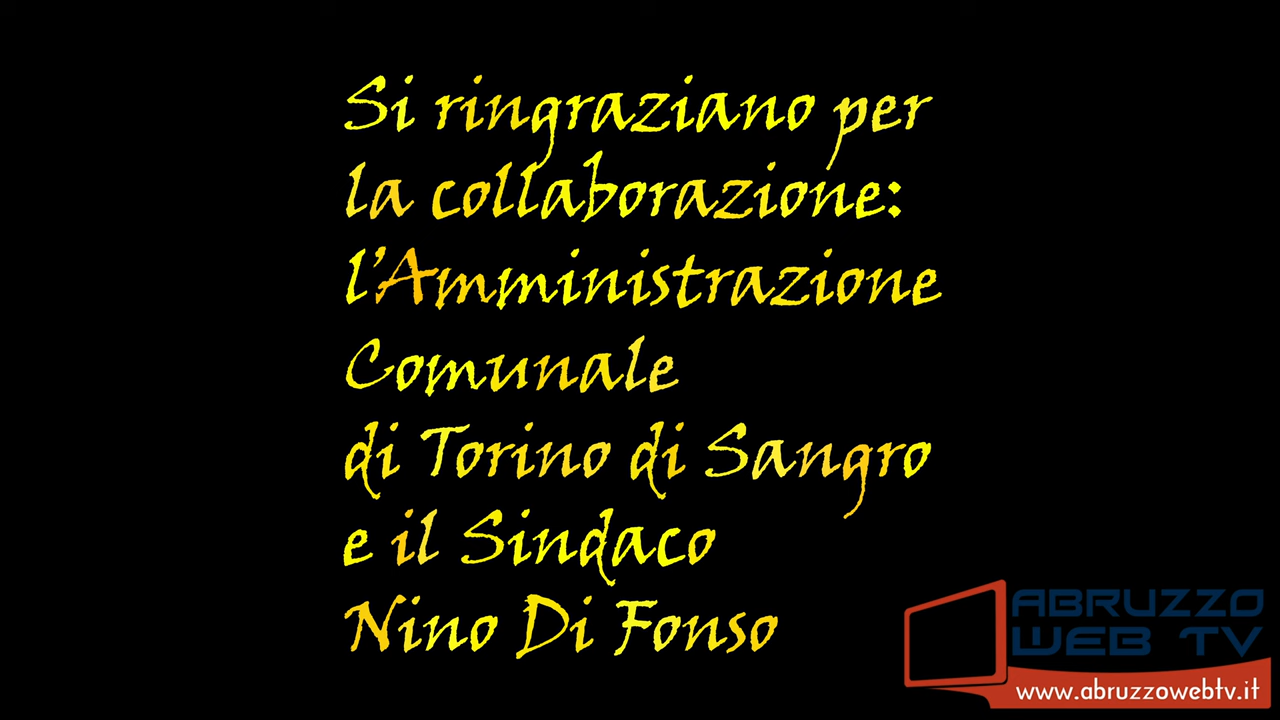 Si ringraziano per
la collaborazione:
l'Amministrazione
Comunale
di Torino di Sangro
e il Sindaco
Nino Di Fonso
ABRUZZO
WEB TV
www.abruzzowebtv.it